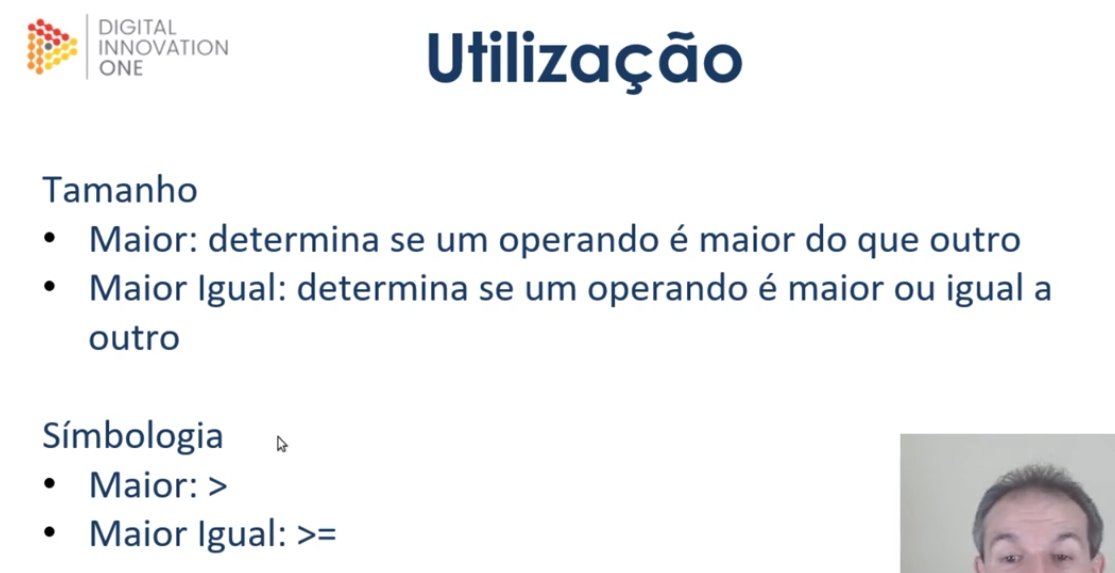 DIGITAL
INNOVATION
ONE
Utilização
Tamanho
• Maior: determina se um operando é maior do que outro
• Maior Igual: determina se um operando é maior ou igual a
outro
Símbologia
• Maior: >
• Maior Igual: >=